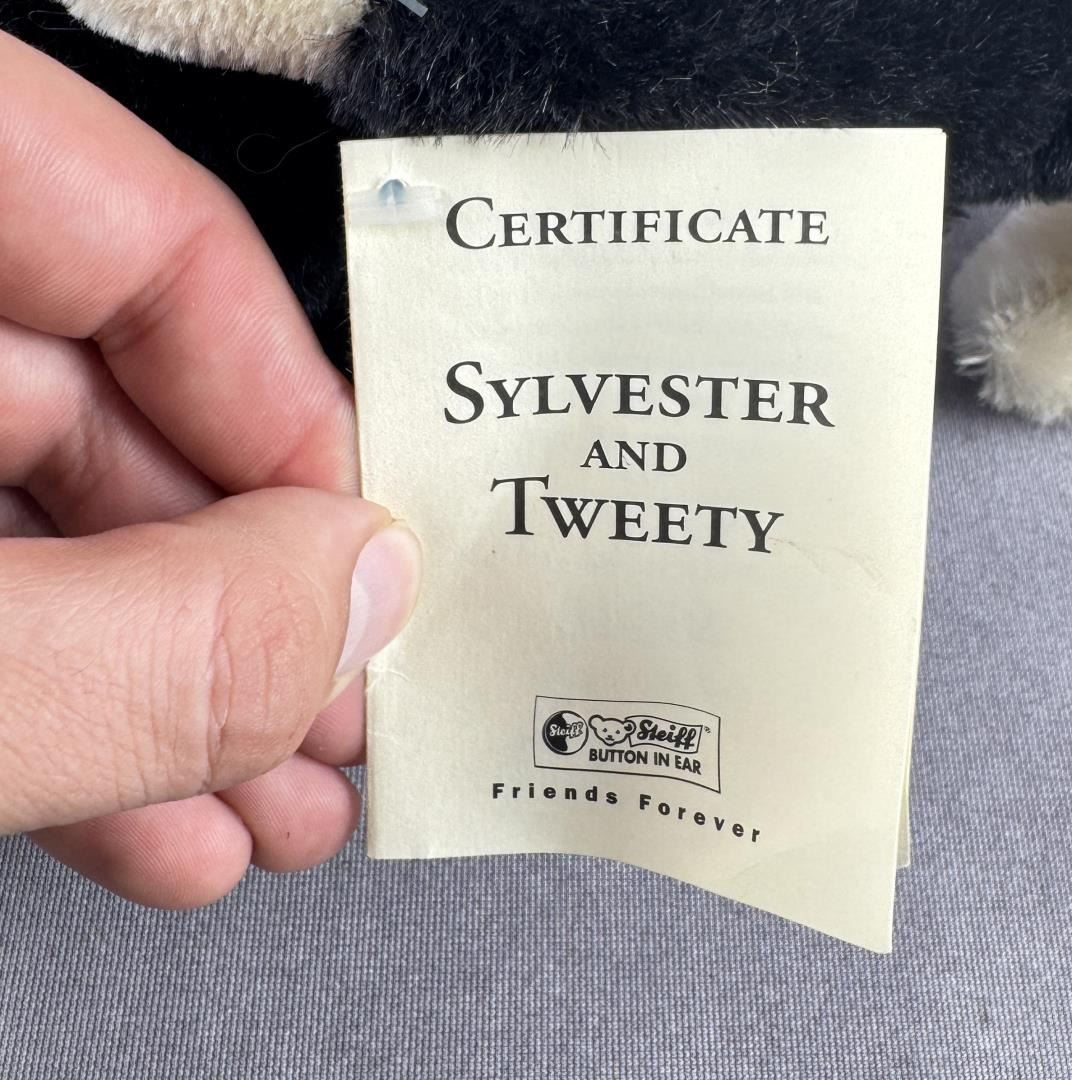 CERTIFICATE
SYLVESTER
AND
TWEETY
Steiff Steiff®
BUTTON IN EAR
Friends Forever